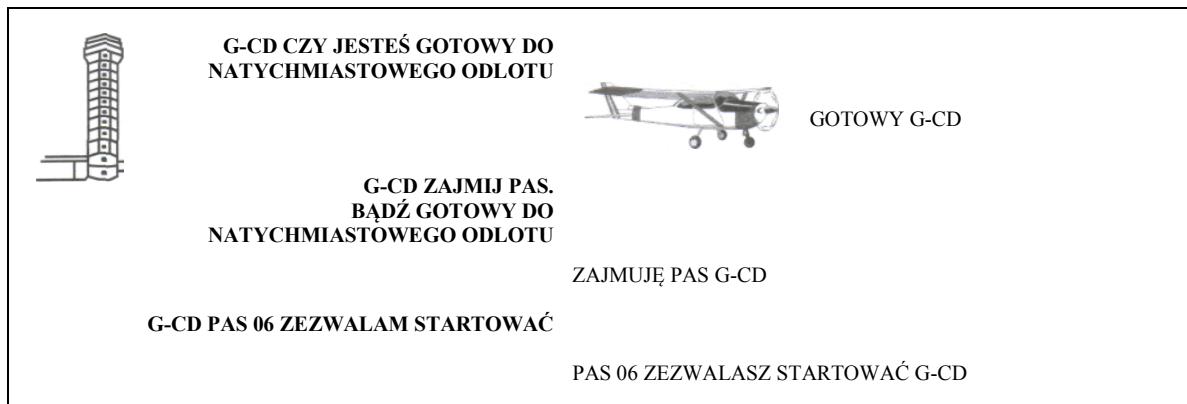 G-CD CZY JESTEŚ GOTOWY DO
NATYCHMIASTOWEGO ODLOTU
GOTOWY G-CD
G-CD ZAJMIJ PAS.
BĄDŹ GOTOWY DO
NATYCHMIASTOWEGO ODLOTU
ZAJMUJĘ PAS G-CD
G-CD PAS 06 ZEZWALAM STARTOWAĆ
PAS 06 ZEZWALASZ STARTOWAĆ G-CD